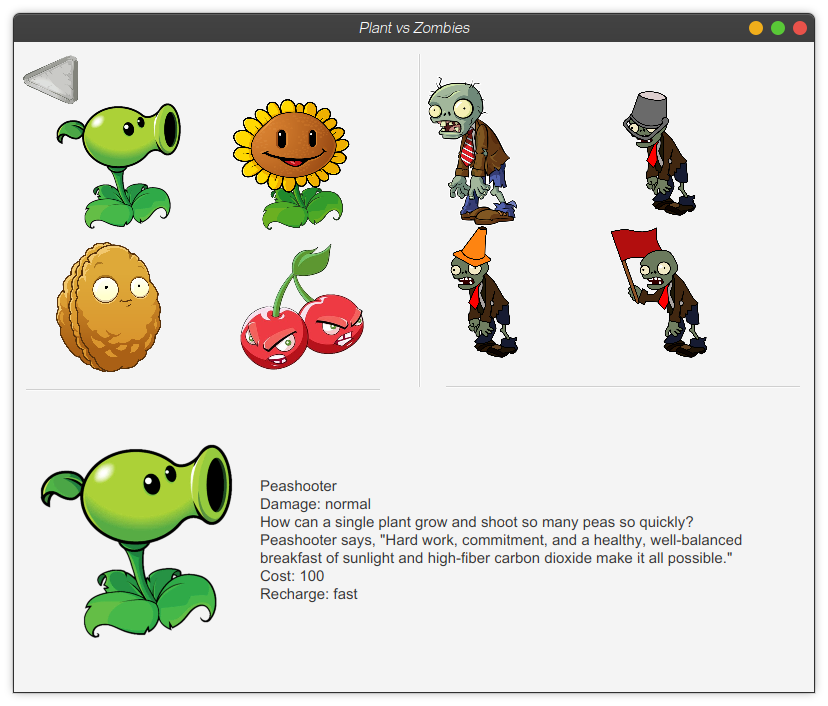 Plant vs Zombies
Peashooter
Damage: normal
How can a single plant grow and shoot so many peas so quickly?
Peashooter says, "Hard work, commitment, and a healthy, well-balanced
breakfast of sunlight and high-fiber carbon dioxide make it all possible."
Cost: 100
Recharge: fast